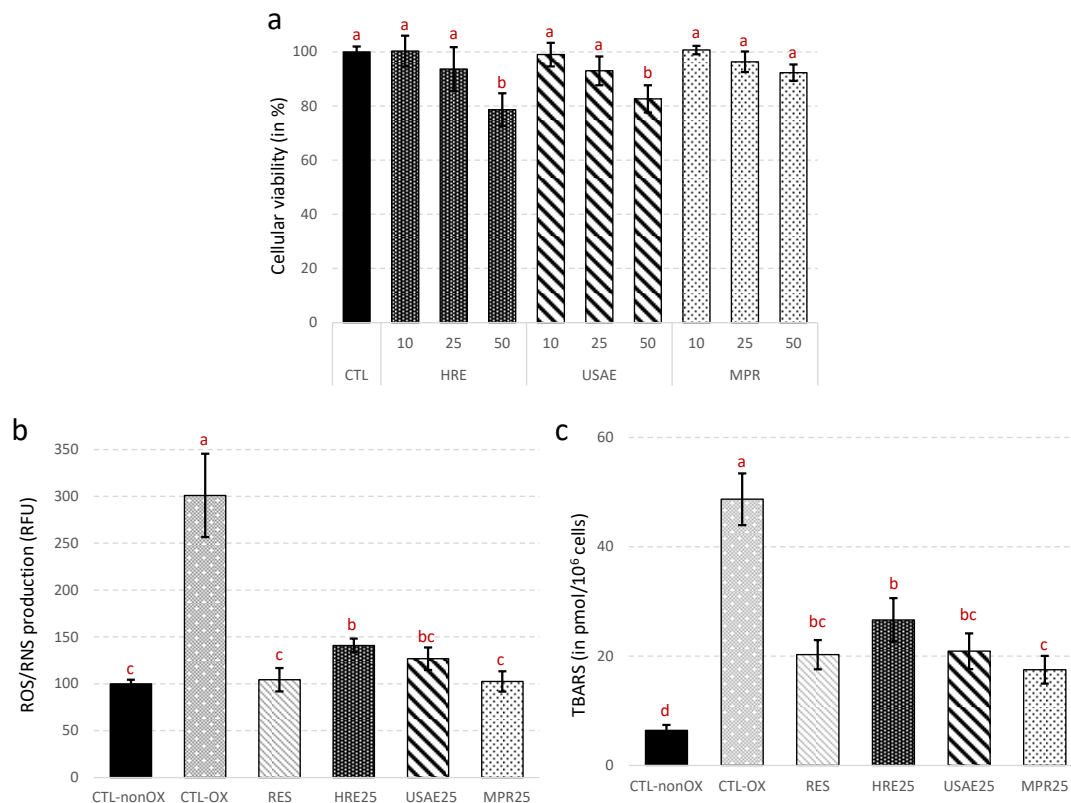 a
Cellular viability (in %)
100
80
60
40
20
0
a a a b a a b a a a
10 25 50 10 25 50 10 25 50
CTL HRE USAE MPR
b
ROS/RNS production (RFU)
350
300
250
200
150
100
50
0
c a c b bc c
CTL-nonOX CTL-OX RES HRE25 USAE25 MPR25
c
TBARS (in pmol/10⁶ cells)
60
40
20
0
d a bc b bc c
CTL-nonOX CTL-OX RES HRE25 USAE25 MPR25